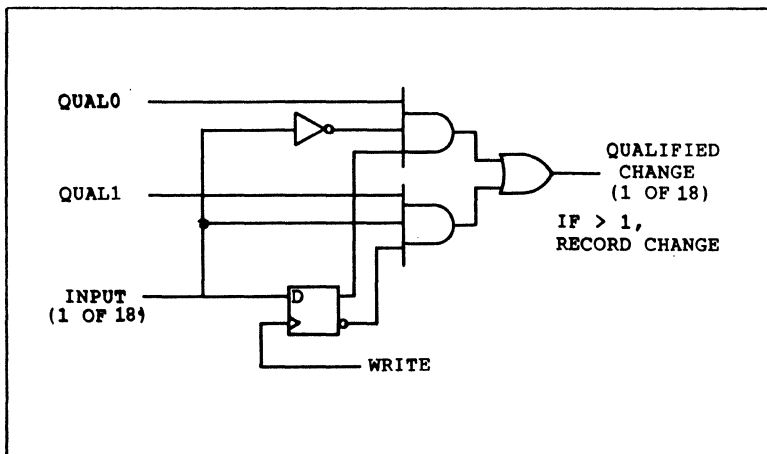 QUAL0
QUAL1
INPUT
(1 OF 18)
D
WRITE
QUALIFIED
CHANGE
(1 OF 18)
IF > 1,
RECORD CHANGE